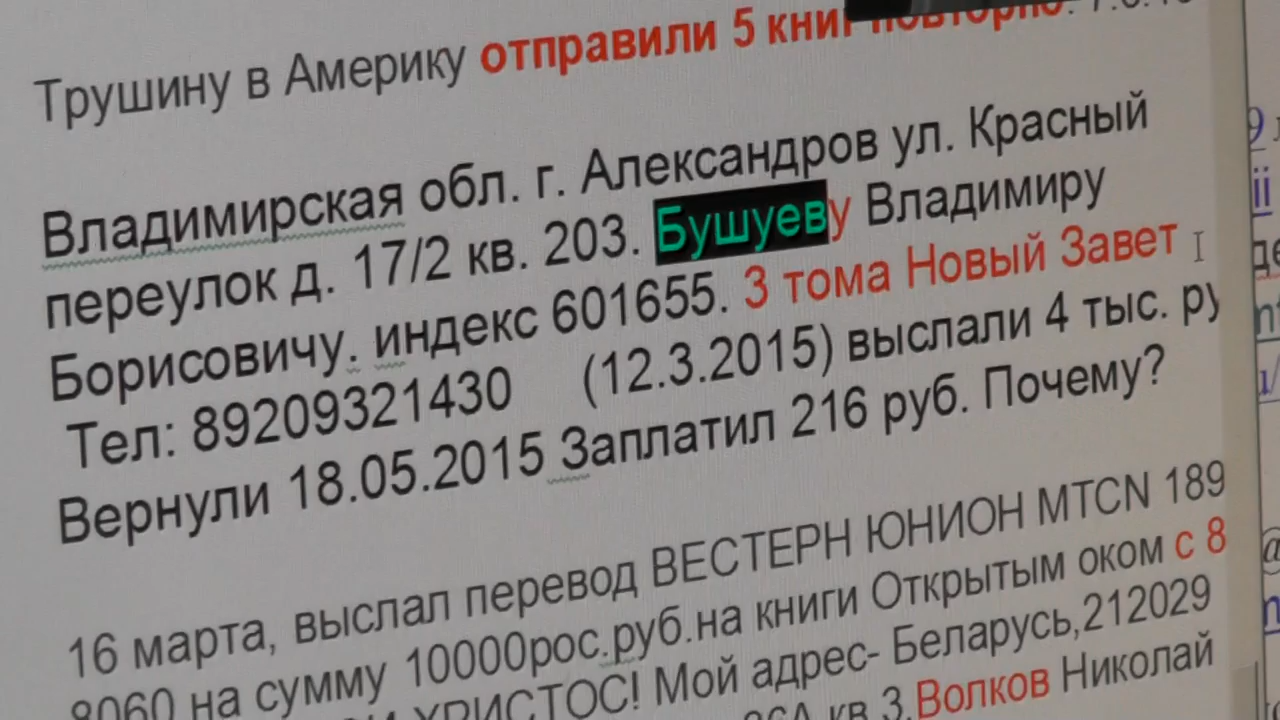 Трушину в Америку отправили 5 книг повторно.
Владимирская обл. г. Александров ул. Красный
переулок д. 17/2 кв. 203. Бушуеву Владимиру
Борисовичу. индекс 601655. 3 тома Новый Завет
Тел: 89209321430 (12.3.2015) выслали 4 тыс. ру
Вернули 18.05.2015 Заплатил 216 руб. Почему?
16 марта, выслал перевод ВЕСТЕРН ЮНИОН MTCN 189
8060 на сумму 10000рос.руб.на книги Открытым оком с 8
ХРИСТОС! Мой адрес- Беларусь,212029
кв 3.Волков Николай